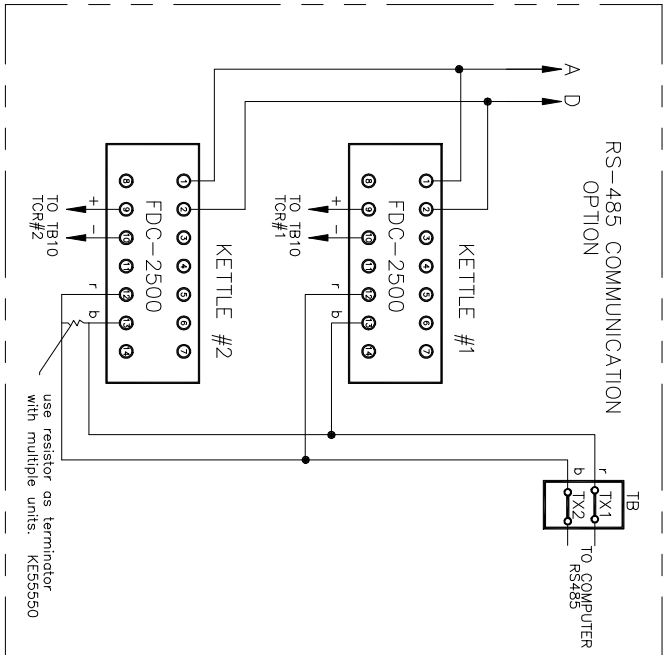 RS-485 COMMUNICATION
OPTION
A
D
KETTLE #1
1 2 3 4 5 6 7
FDC-2500
8 9 10 11 12 13 14
+ - r b
TO TB10
TCR#1
KETTLE #2
1 2 3 4 5 6 7
FDC-2500
8 9 10 11 12 13 14
+ - r b
TO TB10
TCR#2
TB
r TX1
b TX2
TO COMPUTER
RS485
use resistor as terminator
with multiple units. KE55550